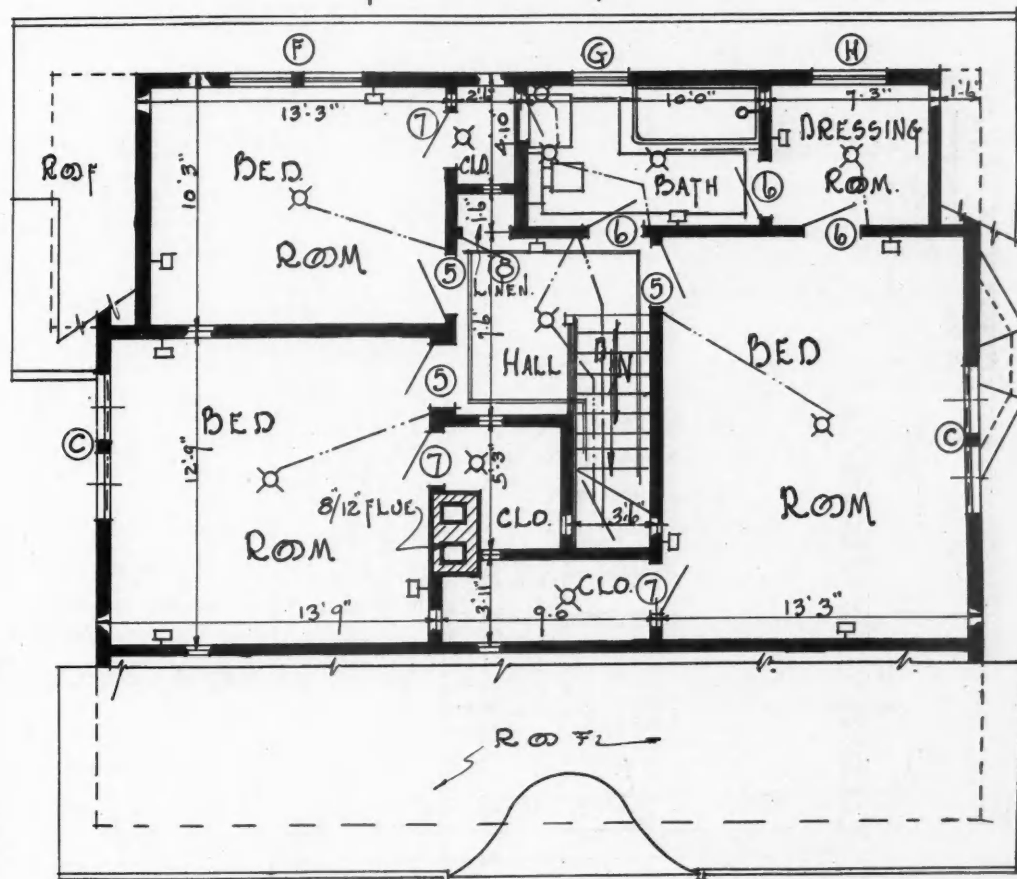 F
G
H
13'-3"
2'-6"
10'-0"
7'-3"
7
4-10
DRESSING
ROOF
BED.
10'3"
CLO.
BATH
6
ROOM.
1'-6"
ROOM
5
8
6
6
LINEN.
5
HALL
DN
BED
5
BED
C
12'-9"
C
7
5'-3"
8"/12" FLUE
CLO.
3'-6"
ROOM
ROOM
3'-11"
CLO.
7
13'9"
9-6
13'3"
ROOF